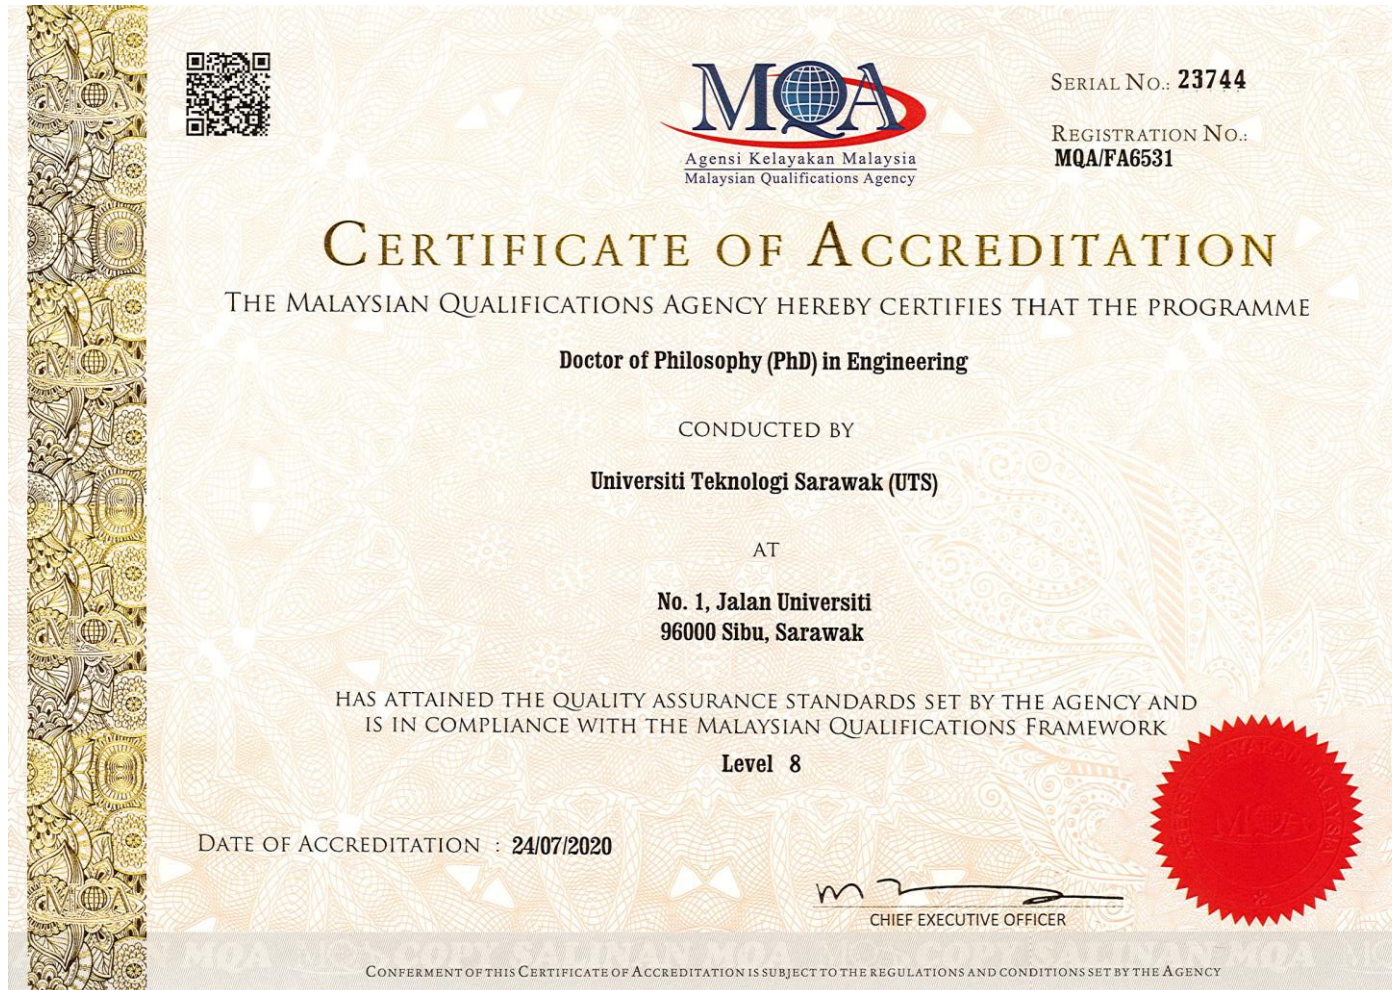 MQA
Agensi Kelayakan Malaysia
Malaysian Qualifications Agency
SERIAL NO.: 23744
REGISTRATION NO.:
MQA/FA6531
CERTIFICATE OF ACCREDITATION
THE MALAYSIAN QUALIFICATIONS AGENCY HEREBY CERTIFIES THAT THE PROGRAMME
Doctor of Philosophy (PhD) in Engineering
CONDUCTED BY
Universiti Teknologi Sarawak (UTS)
AT
No. 1, Jalan Universiti
96000 Sibu, Sarawak
HAS ATTAINED THE QUALITY ASSURANCE STANDARDS SET BY THE AGENCY AND
IS IN COMPLIANCE WITH THE MALAYSIAN QUALIFICATIONS FRAMEWORK
Level 8
DATE OF ACCREDITATION : 24/07/2020
CHIEF EXECUTIVE OFFICER
MQA COPY SALINAN MQA COPY SALINAN MQA
CONFERMENT OF THIS CERTIFICATE OF ACCREDITATION IS SUBJECT TO THE REGULATIONS AND CONDITIONS SET BY THE AGENCY